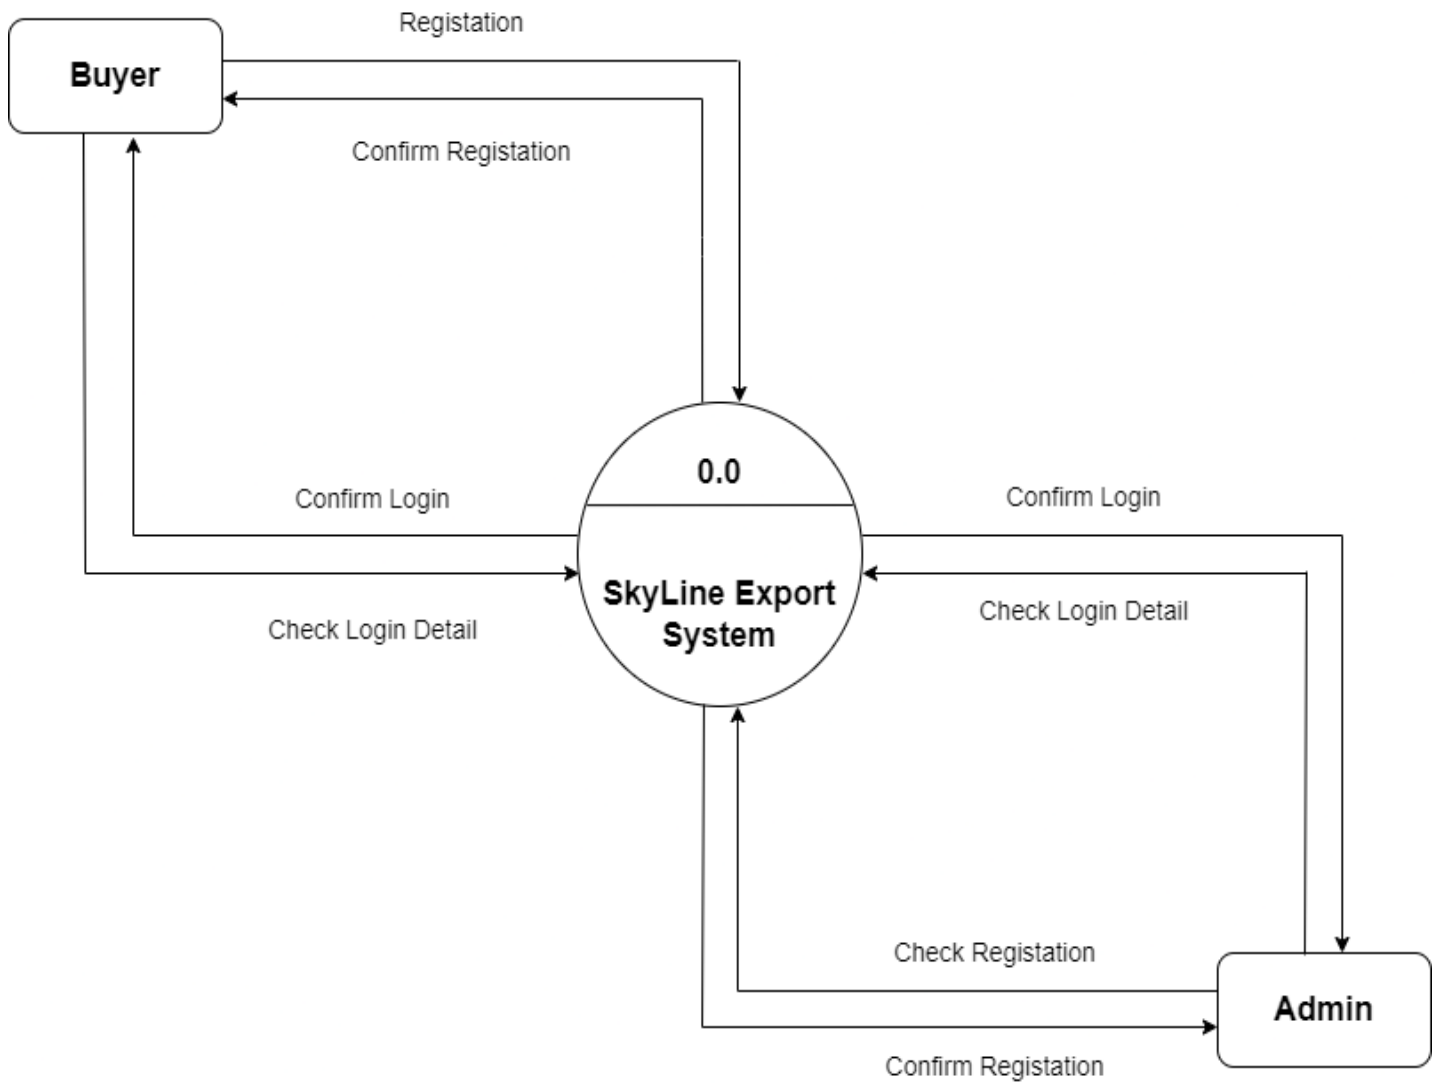 Registation
Buyer
Confirm Registation
0.0
Confirm Login
Confirm Login
SkyLine Export
System
Check Login Detail
Check Login Detail
Check Registation
Admin
Confirm Registation